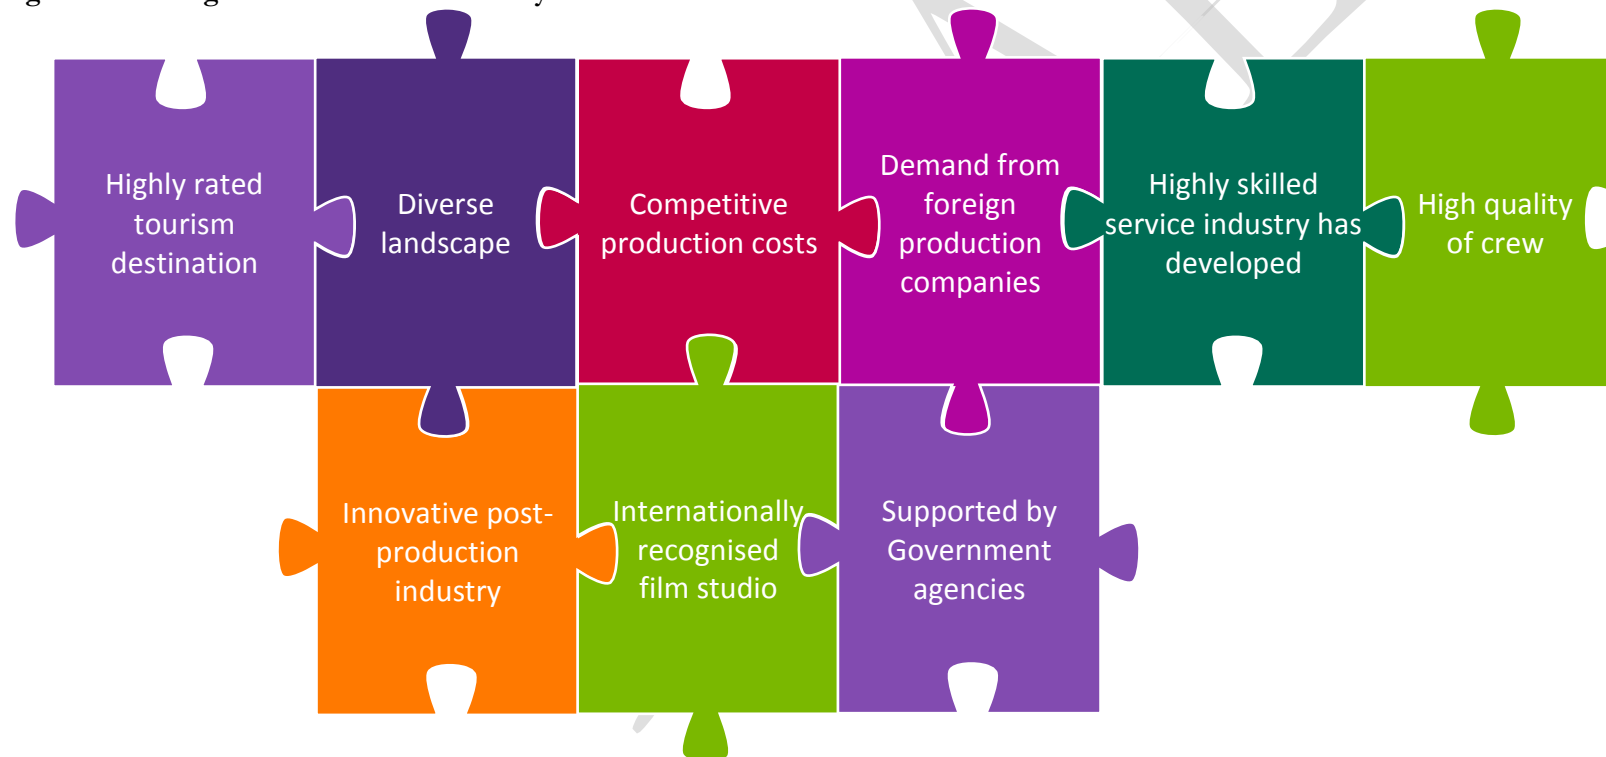 Highly rated
tourism
destination
Diverse
landscape
Competitive
production costs
Demand from
foreign
production
companies
Highly skilled
service industry has
developed
High quality
of crew
Innovative post-
production
industry
Internationally
recognised
film studio
Supported by
Government
agencies